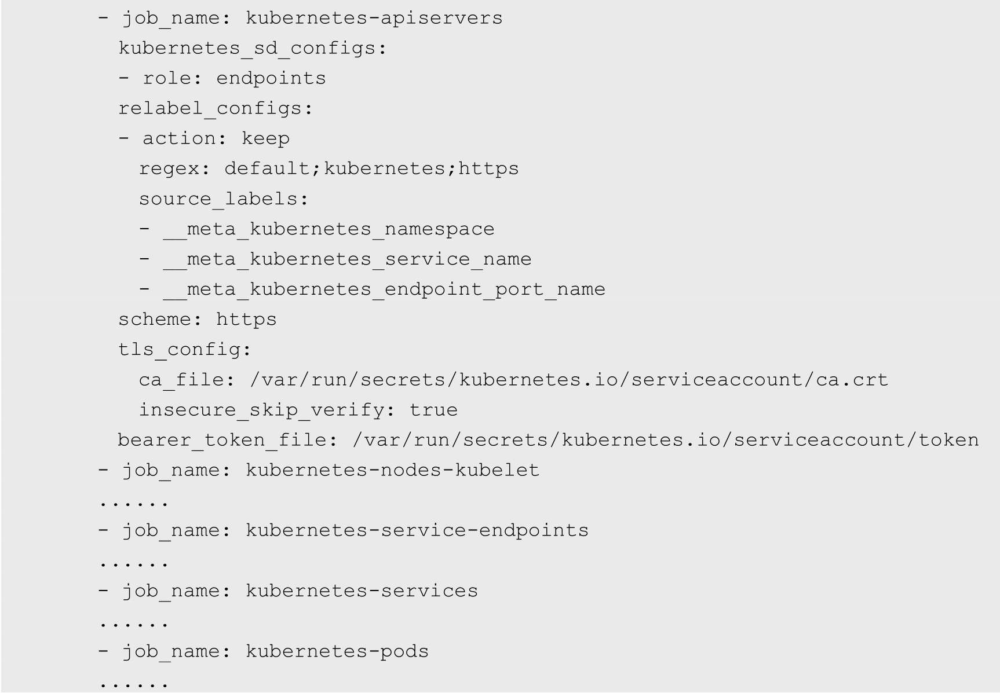 - job_name: kubernetes-apiservers
kubernetes_sd_configs:
- role: endpoints
relabel_configs:
- action: keep
regex: default;kubernetes;https
source_labels:
- __meta_kubernetes_namespace
- __meta_kubernetes_service_name
- __meta_kubernetes_endpoint_port_name
scheme: https
tls_config:
ca_file: /var/run/secrets/kubernetes.io/serviceaccount/ca.crt
insecure_skip_verify: true
bearer_token_file: /var/run/secrets/kubernetes.io/serviceaccount/token
- job_name: kubernetes-nodes-kubelet
......
- job_name: kubernetes-service-endpoints
......
- job_name: kubernetes-services
......
- job_name: kubernetes-pods
......